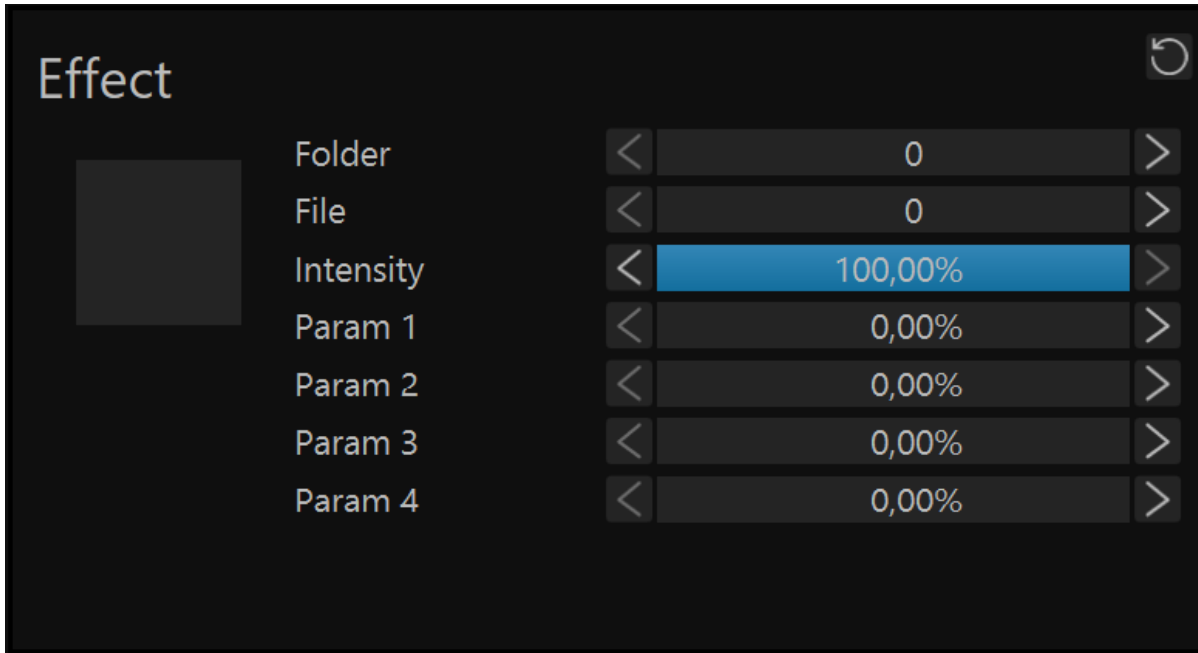 Effect
Folder 0
File 0
Intensity 100,00%
Param 1 0,00%
Param 2 0,00%
Param 3 0,00%
Param 4 0,00%